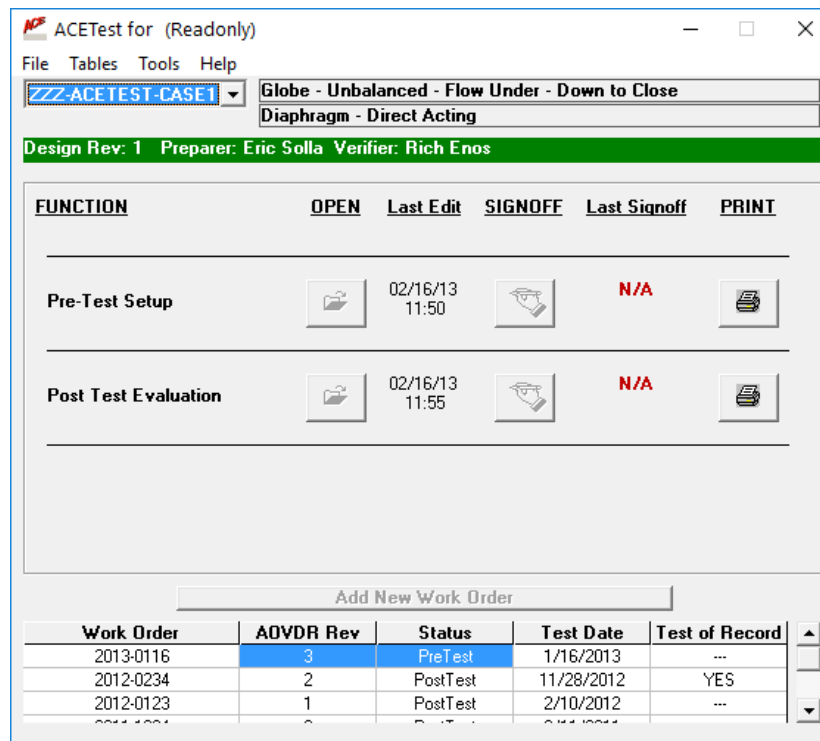 ACE ACETest for (Readonly)
File Tables Tools Help
ZZZ-ACETEST-CASE1 Globe - Unbalanced - Flow Under - Down to Close
Diaphragm - Direct Acting
Design Rev: 1 Preparer: Eric Solla Verifier: Rich Enos
FUNCTION OPEN Last Edit SIGNOFF Last Signoff PRINT
Pre-Test Setup 02/16/13 11:50 N/A
Post Test Evaluation 02/16/13 11:55 N/A
Add New Work Order
Work Order AOVDR Rev Status Test Date Test of Record
2013-0116 3 PreTest 1/16/2013 ---
2012-0234 2 PostTest 11/28/2012 YES
2012-0123 1 PostTest 2/10/2012 ---